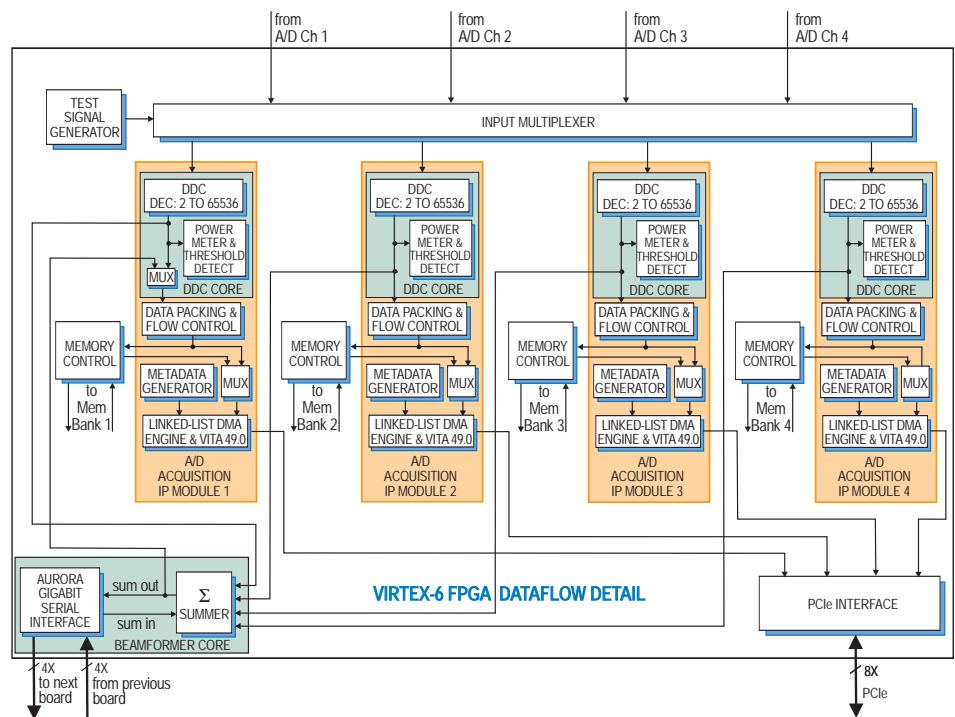 from
A/D Ch 1
from
A/D Ch 2
from
A/D Ch 3
from
A/D Ch 4
TEST
SIGNAL
GENERATOR
INPUT MULTIPLEXER
DDC
DEC: 2 TO 65536
POWER
METER &
THRESHOLD
DETECT
MUX
DDC CORE
DATA PACKING &
FLOW CONTROL
MEMORY
CONTROL
METADATA
GENERATOR
MUX
to
Mem
Bank 1
LINKED-LIST DMA
ENGINE & VITA 49.0
A/D
ACQUISITION
IP MODULE 1
DDC
DEC: 2 TO 65536
POWER
METER &
THRESHOLD
DETECT
DDC CORE
DATA PACKING &
FLOW CONTROL
MEMORY
CONTROL
METADATA
GENERATOR
MUX
to
Mem
Bank 2
LINKED-LIST DMA
ENGINE & VITA 49.0
A/D
ACQUISITION
IP MODULE 2
DDC
DEC: 2 TO 65536
POWER
METER &
THRESHOLD
DETECT
DDC CORE
DATA PACKING &
FLOW CONTROL
MEMORY
CONTROL
METADATA
GENERATOR
MUX
to
Mem
Bank 3
LINKED-LIST DMA
ENGINE & VITA 49.0
A/D
ACQUISITION
IP MODULE 3
DDC
DEC: 2 TO 65536
POWER
METER &
THRESHOLD
DETECT
DDC CORE
DATA PACKING &
FLOW CONTROL
MEMORY
CONTROL
METADATA
GENERATOR
MUX
to
Mem
Bank 4
LINKED-LIST DMA
ENGINE & VITA 49.0
A/D
ACQUISITION
IP MODULE 4
AURORA
GIGABIT
SERIAL
INTERFACE
sum out
sum in
Σ
SUMMER
BEAMFORMER CORE
VIRTEX-6 FPGA DATAFLOW DETAIL
PCIe INTERFACE
4X
to next
board
4X
from previous
board
8X
PCIe